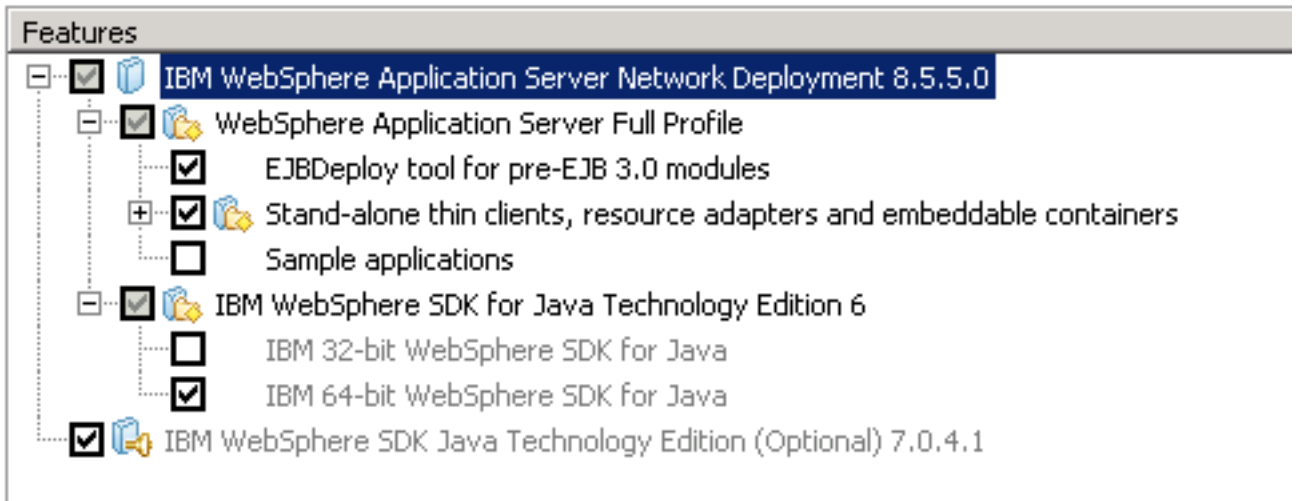 Features
IBM WebSphere Application Server Network Deployment 8.5.5.0
WebSphere Application Server Full Profile
EJBDeploy tool for pre-EJB 3.0 modules
Stand-alone thin clients, resource adapters and embeddable containers
Sample applications
IBM WebSphere SDK for Java Technology Edition 6
IBM 32-bit WebSphere SDK for Java
IBM 64-bit WebSphere SDK for Java
IBM WebSphere SDK Java Technology Edition (Optional) 7.0.4.1